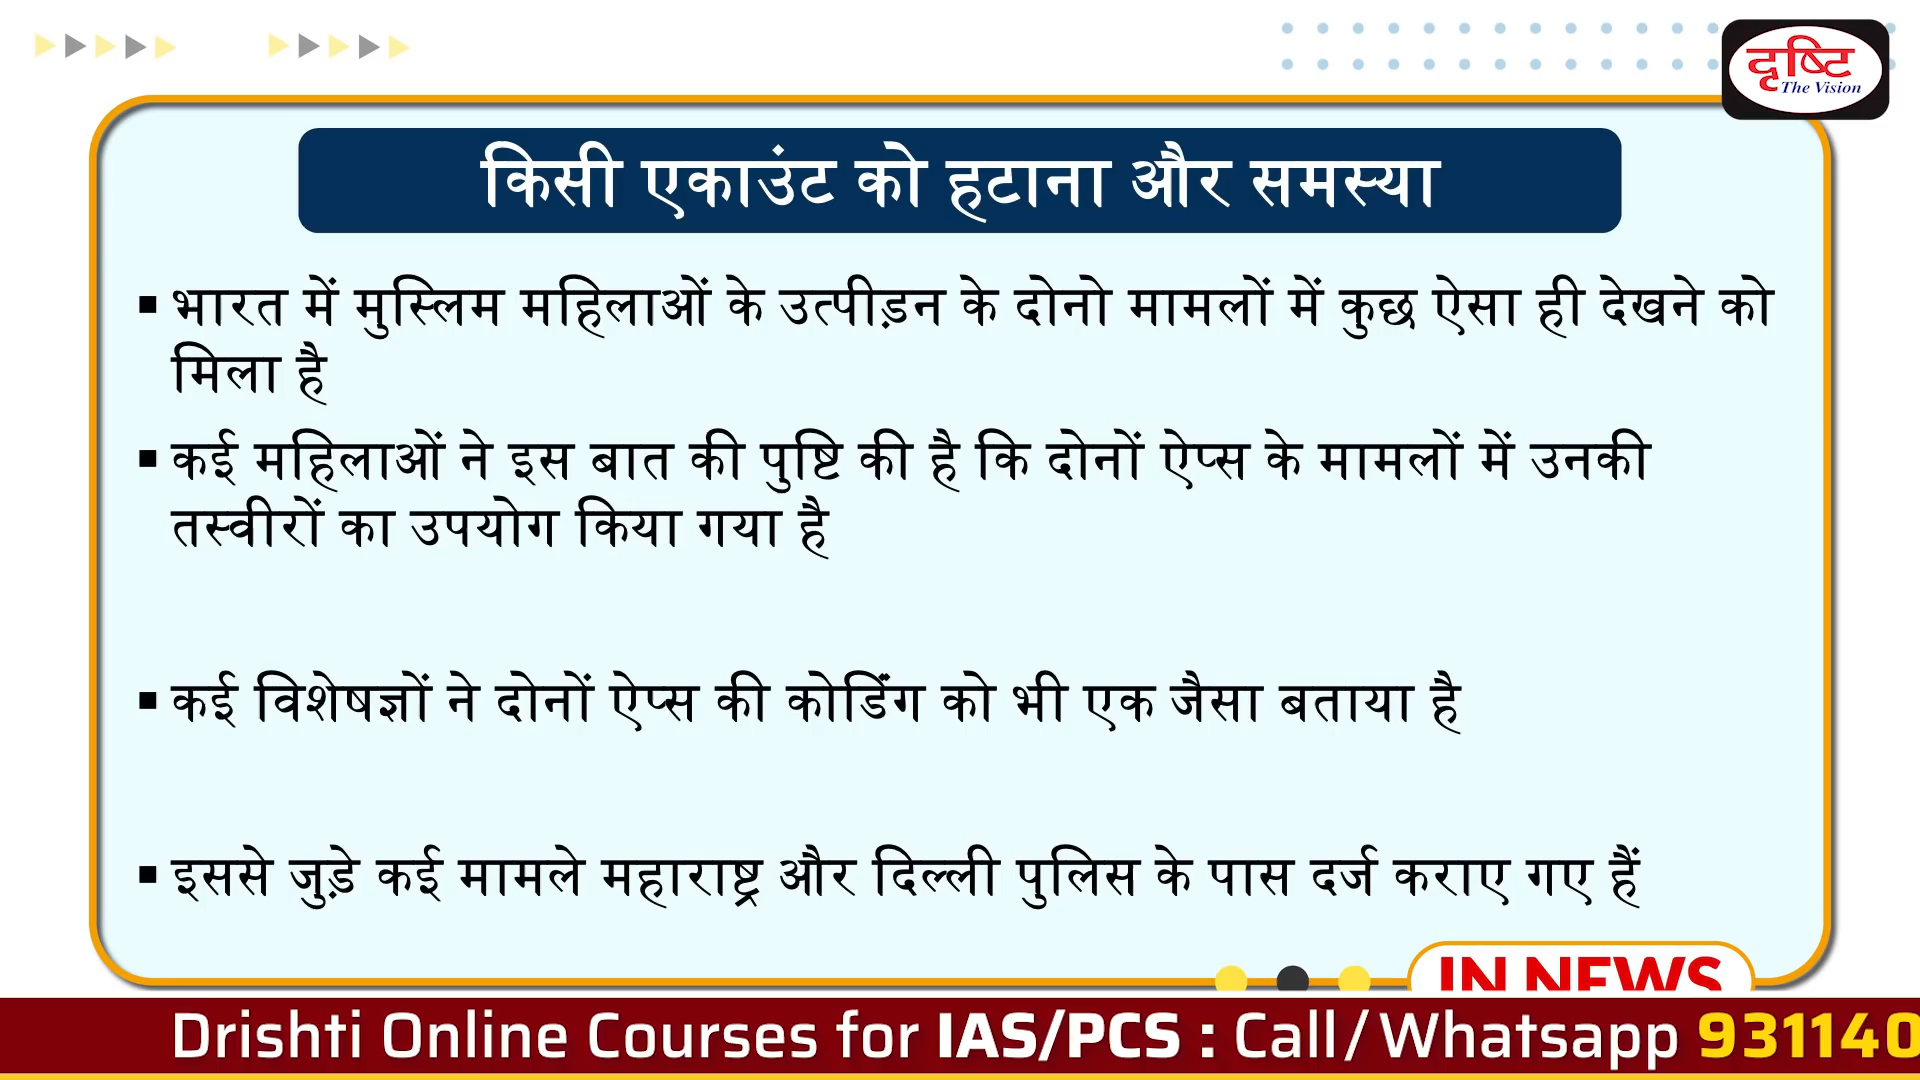 दृष्टि
The Vision
किसी एकाउंट को हटाना और समस्या
▪ भारत में मुस्लिम महिलाओं के उत्पीड़न के दोनो मामलों में कुछ ऐसा ही देखने को
मिला है
▪ कई महिलाओं ने इस बात की पुष्टि की है कि दोनों ऐप्स के मामलों में उनकी
तस्वीरों का उपयोग किया गया है
▪ कई विशेषज्ञों ने दोनों ऐप्स की कोडिंग को भी एक जैसा बताया है
▪ इससे जुड़े कई मामले महाराष्ट्र और दिल्ली पुलिस के पास दर्ज कराए गए हैं
IN NEWS
Drishti Online Courses for IAS/PCS : Call/Whatsapp 931140